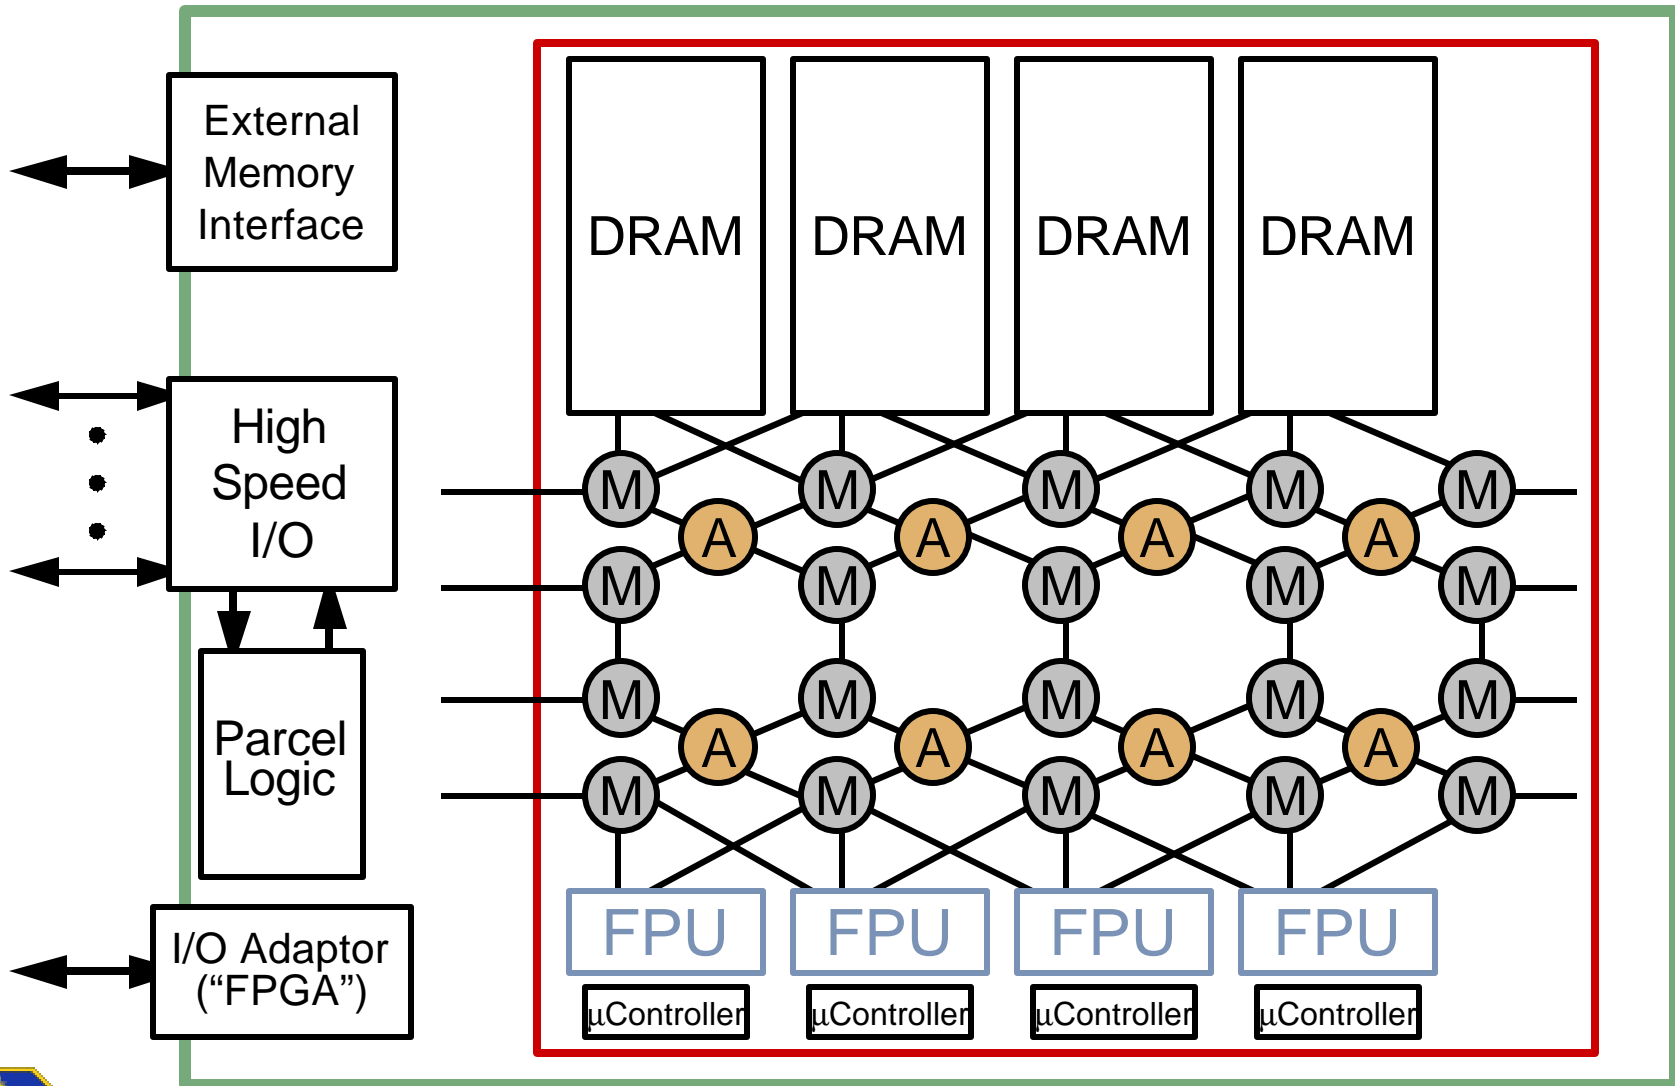 External
Memory
Interface
High
Speed
I/O
Parcel
Logic
I/O Adaptor
(“FPGA”)
DRAM DRAM DRAM DRAM
M M M M M
A A A A
M M M M M
M M M M M
A A A A
M M M M M
FPU FPU FPU FPU
μController μController μController μController